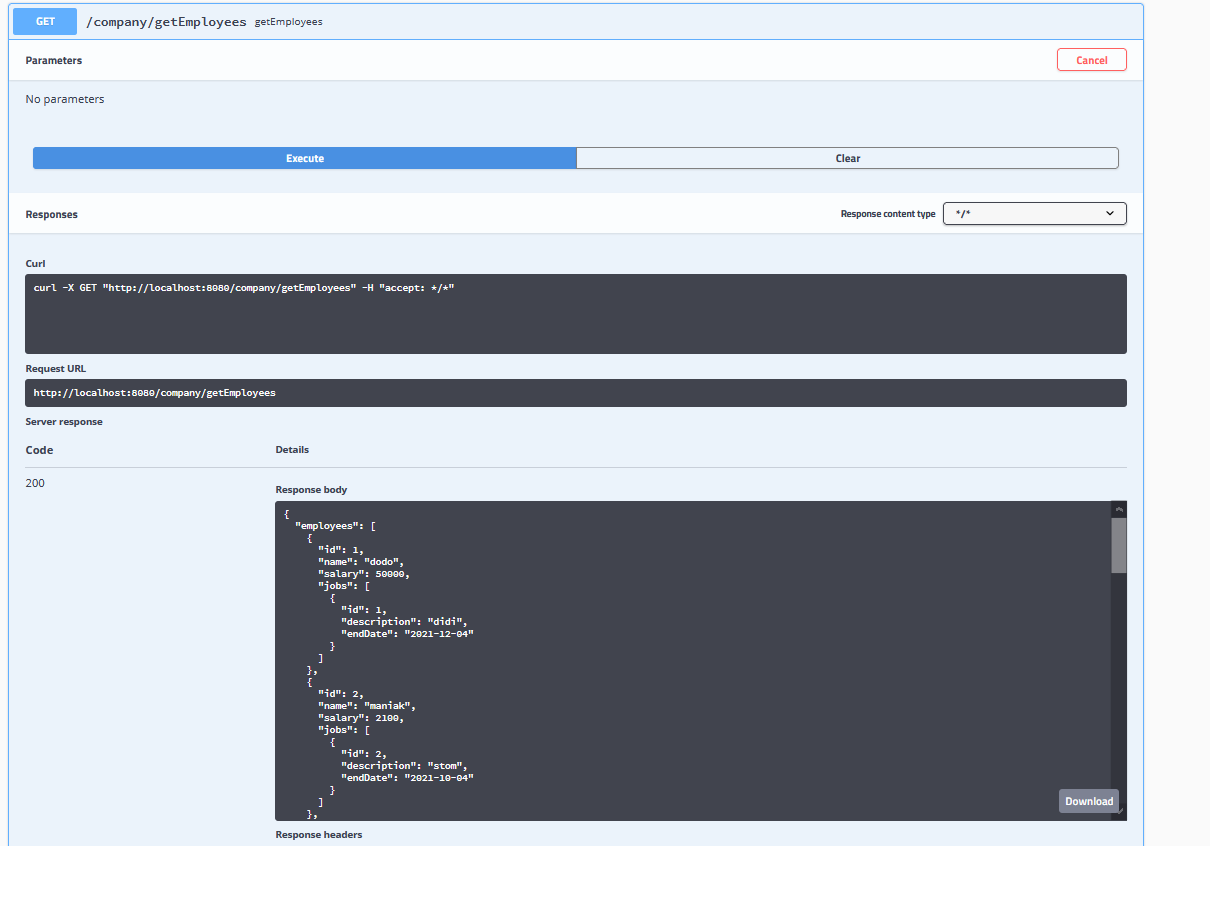 GET /company/getEmployees getEmployees
Parameters Cancel
No parameters
Execute Clear
Responses Response content type */*
Curl
curl -X GET "http://localhost:8080/company/getEmployees" -H "accept: */*"
Request URL
http://localhost:8080/company/getEmployees
Server response
Code Details
200
Response body
{
  "employees": [
    {
      "id": 1,
      "name": "dodo",
      "salary": 50000,
      "jobs": [
        {
          "id": 1,
          "description": "didi",
          "endDate": "2021-12-04"
        }
      ]
    },
    {
      "id": 2,
      "name": "maniak",
      "salary": 2100,
      "jobs": [
        {
          "id": 2,
          "description": "stom",
          "endDate": "2021-10-04"
        }
      ]
    },
Download
Response headers